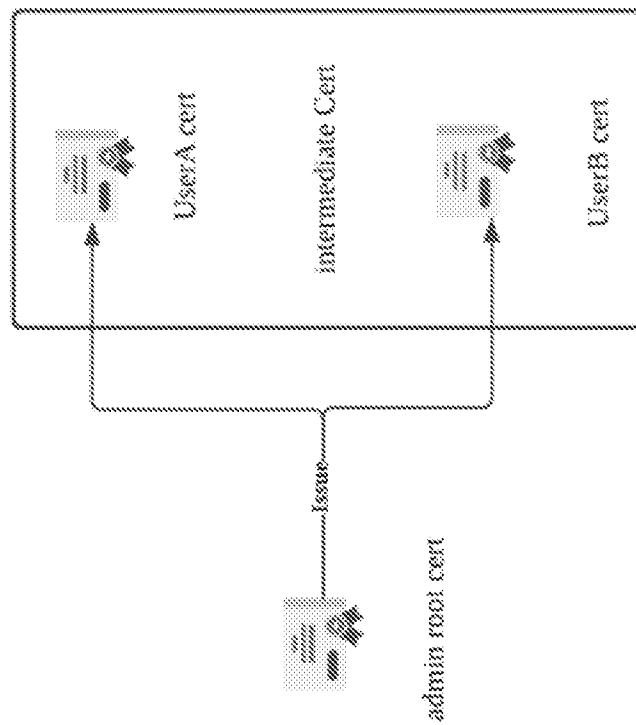 admin root cert
Issue
UserA cert
intermediate Cert
UserB cert